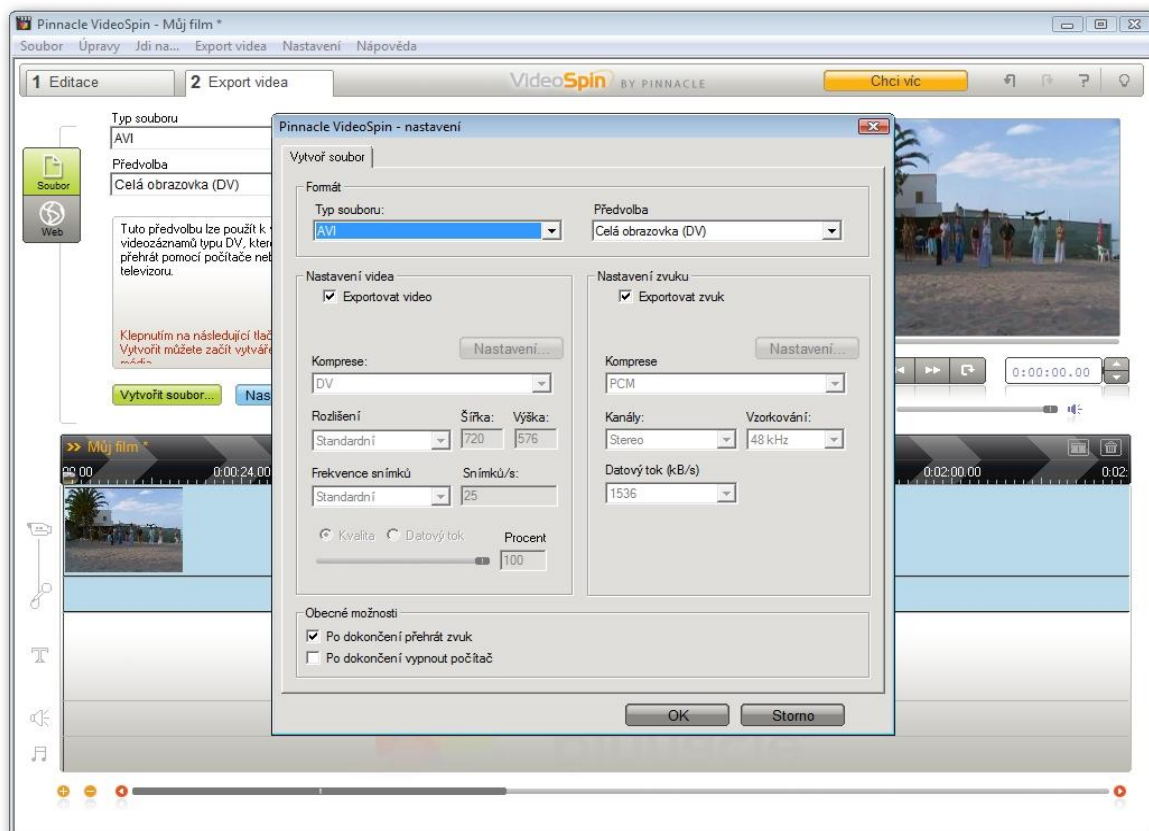 Pinnacle VideoSpin - Můj film *
Soubor Úpravy Jdi na... Export videa Nastavení Nápověda
1 Editace
2 Export videa
VideoSpin BY PINNACLE
Chci víc
Typ souboru
AVI
Předvolba
Celá obrazovka (DV)
Soubor
Web
Tuto předvolbu lze použít k
videozáznamů typu DV,
přehrát pomocí počítače
televizoru.
Klepnutím na následující
Vytvořit můžete začít
média
Vytvořit soubor...
Pinnacle VideoSpin - nastavení
Vytvoř soubor
Formát
Typ souboru:
AVI
Předvolba
Celá obrazovka (DV)
Nastavení videa
Exportovat video
Nastavení...
Komprese:
DV
Rozlišení Šířka: Výška:
Standardní 720 576
Frekvence snímků Snímků/s:
Standardní 25
Kvalita Datový tok Procent
100
Nastavení zvuku
Exportovat zvuk
Nastavení...
Komprese
PCM
Kanály: Vzorkování:
Stereo 48 kHz
Datový tok (kB/s)
1536
Obecné možnosti
Po dokončení přehrát zvuk
Po dokončení vypnout počítač
OK Storno
0:00:00.00
Můj film *
0:00:24.00
0:02:00.00
0:02: